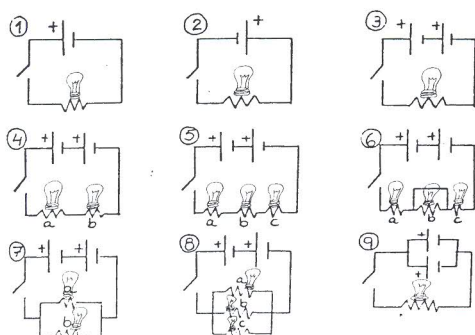 ① + ② + ③ + +
④ + + ⑤ + + ⑥ + +
a b a b c a b c
⑦ + + ⑧ + + ⑨ +
a a +
b b
c